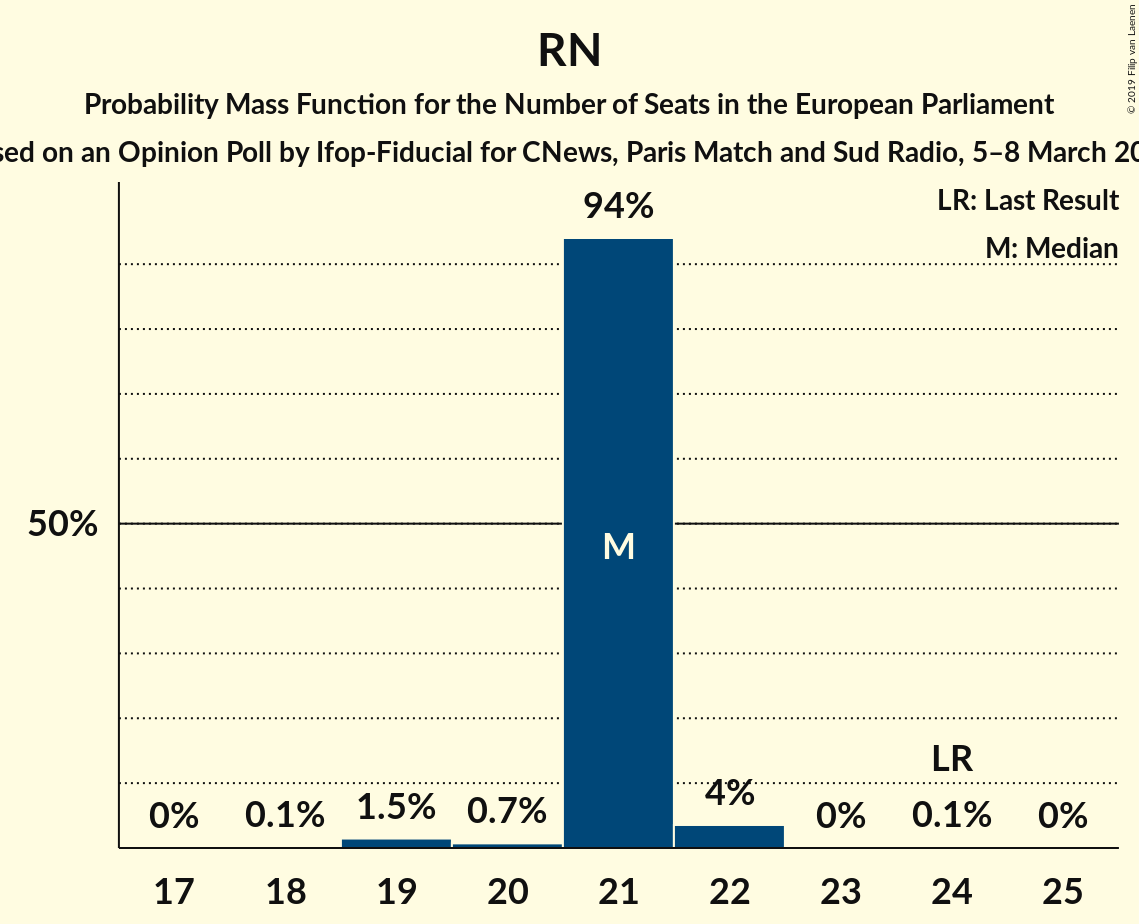 RN
Probability Mass Function for the Number of Seats in the European Parliament
on an Opinion Poll by Ifop-Fiducial for CNews, Paris Match and Sud Radio, 5–8 March
© 2019 Filip van Laenen
LR: Last Result
M: Median
94%
50%
M
LR
0%
0.1%
1.5%
0.7%
4%
0%
0.1%
0%
17 18 19 20 21 22 23 24 25